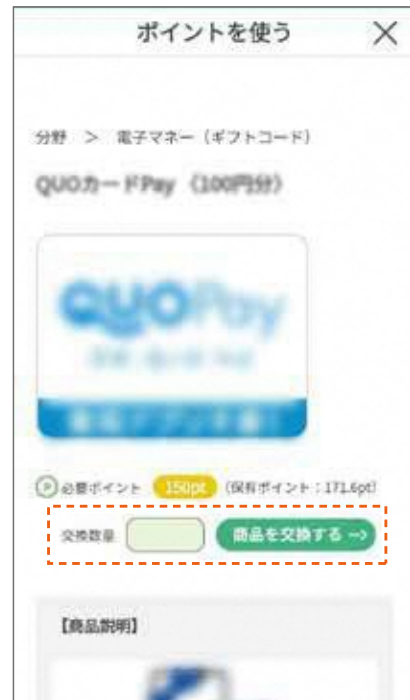 ポイントを使う
分野 > 電子マネー（ギフトコード）
QUOカードPay （100円分）
QUO Pay
必要ポイント 150pt （保有ポイント：171.6pt）
交換数量 商品を交換する
【商品説明】